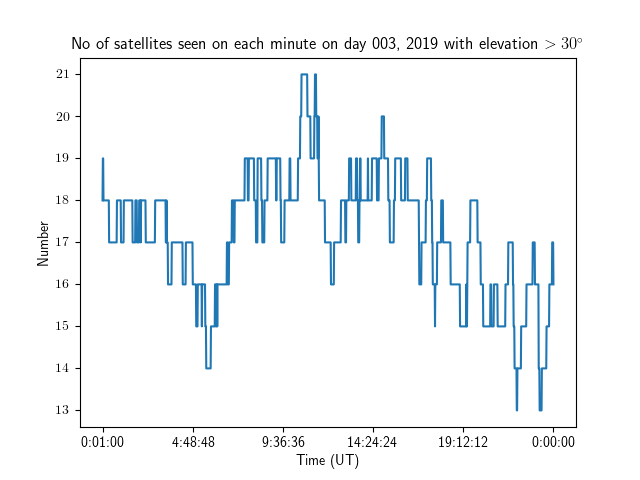 No of satellites seen on each minute on day 003, 2019 with elevation > 30°
21
20
19
18
17
16
15
14
13
Number
0:01:00 4:48:48 9:36:36 14:24:24 19:12:12 0:00:00
Time (UT)